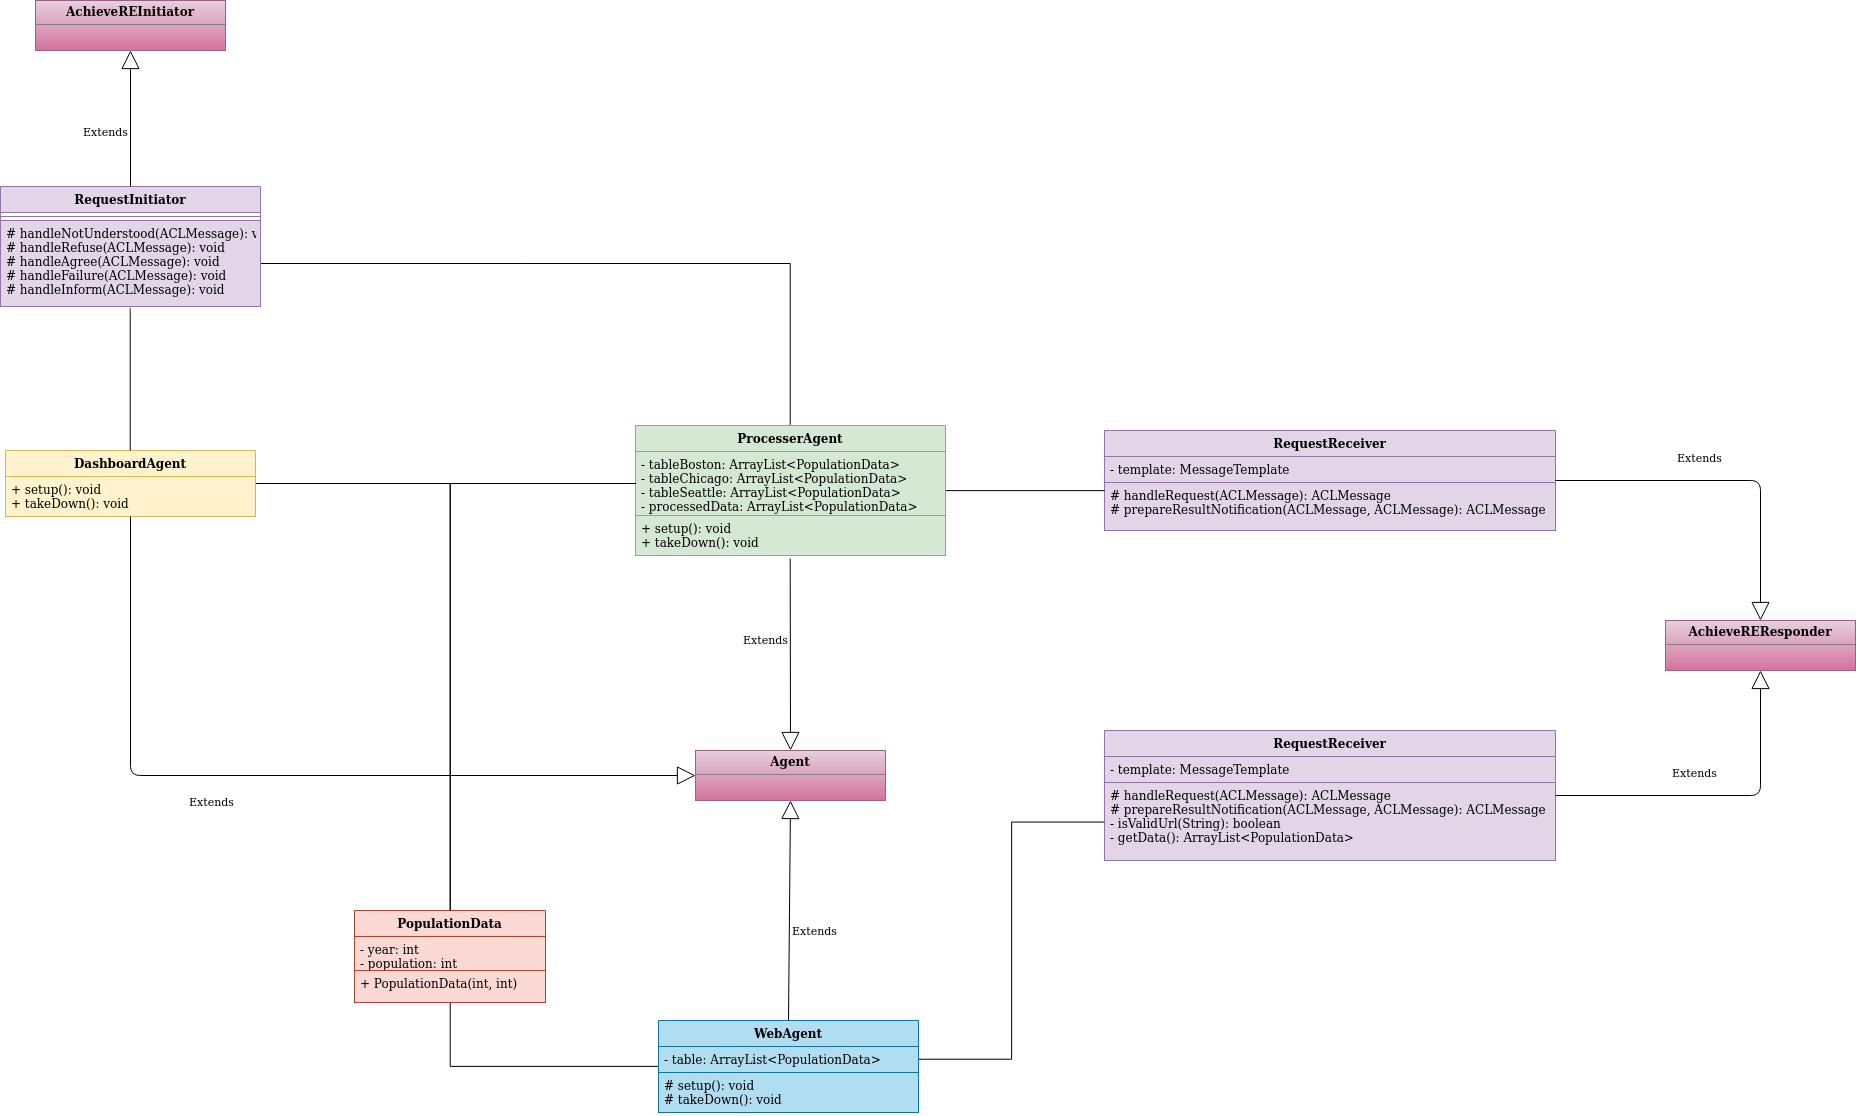 AchieveREInitiator
Extends
RequestInitiator
# handleNotUnderstood(ACLMessage): v
# handleRefuse(ACLMessage): void
# handleAgree(ACLMessage): void
# handleFailure(ACLMessage): void
# handleInform(ACLMessage): void
DashboardAgent
+ setup(): void
+ takeDown(): void
ProcesserAgent
- tableBoston: ArrayList<PopulationData>
- tableChicago: ArrayList<PopulationData>
- tableSeattle: ArrayList<PopulationData>
- processedData: ArrayList<PopulationData>
+ setup(): void
+ takeDown(): void
RequestReceiver
- template: MessageTemplate
# handleRequest(ACLMessage): ACLMessage
# prepareResultNotification(ACLMessage, ACLMessage): ACLMessage
Extends
Extends
AchieveREResponder
Agent
Extends
RequestReceiver
- template: MessageTemplate
# handleRequest(ACLMessage): ACLMessage
# prepareResultNotification(ACLMessage, ACLMessage): ACLMessage
- isValidUrl(String): boolean
- getData(): ArrayList<PopulationData>
Extends
PopulationData
- year: int
- population: int
+ PopulationData(int, int)
Extends
WebAgent
- table: ArrayList<PopulationData>
# setup(): void
# takeDown(): void